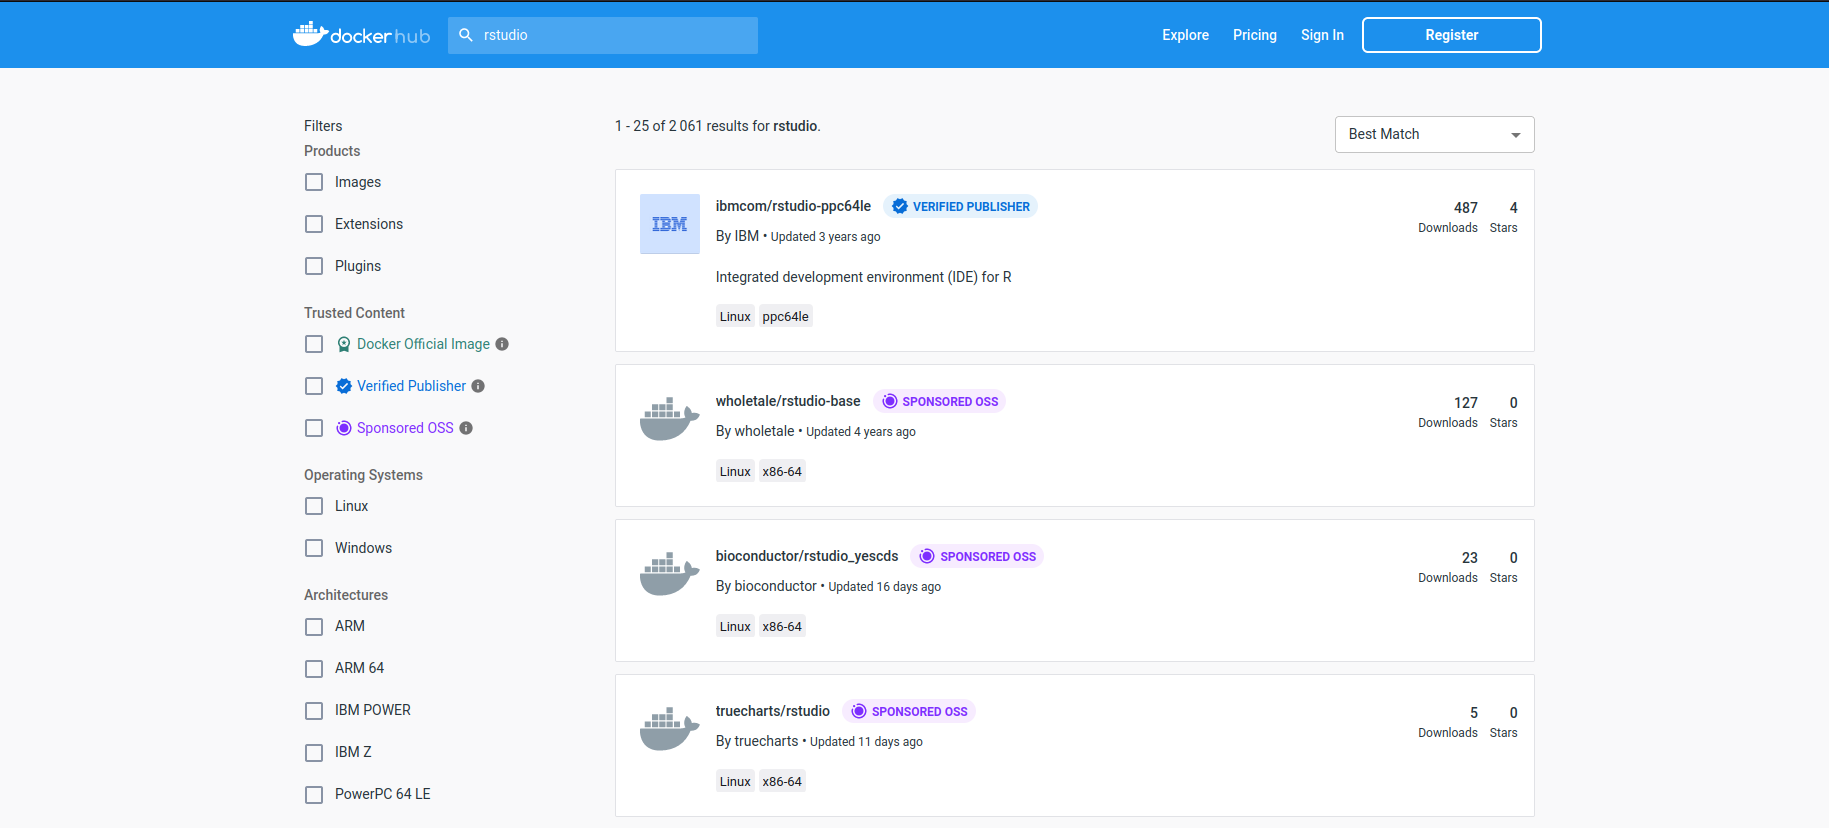 docker hub
rstudio
Explore Pricing Sign In Register
Filters
Products
Images
Extensions
Plugins
Trusted Content
Docker Official Image
Verified Publisher
Sponsored OSS
Operating Systems
Linux
Windows
Architectures
ARM
ARM 64
IBM POWER
IBM Z
PowerPC 64 LE
1 - 25 of 2 061 results for rstudio.
Best Match
IBM
ibmcom/rstudio-ppc64le VERIFIED PUBLISHER
By IBM • Updated 3 years ago
Integrated development environment (IDE) for R
Linux ppc64le
487 4
Downloads Stars
wholetale/rstudio-base SPONSORED OSS
By wholetale • Updated 4 years ago
Linux x86-64
127 0
Downloads Stars
bioconductor/rstudio_yescds SPONSORED OSS
By bioconductor • Updated 16 days ago
Linux x86-64
23 0
Downloads Stars
truecharts/rstudio SPONSORED OSS
By truecharts • Updated 11 days ago
Linux x86-64
5 0
Downloads Stars